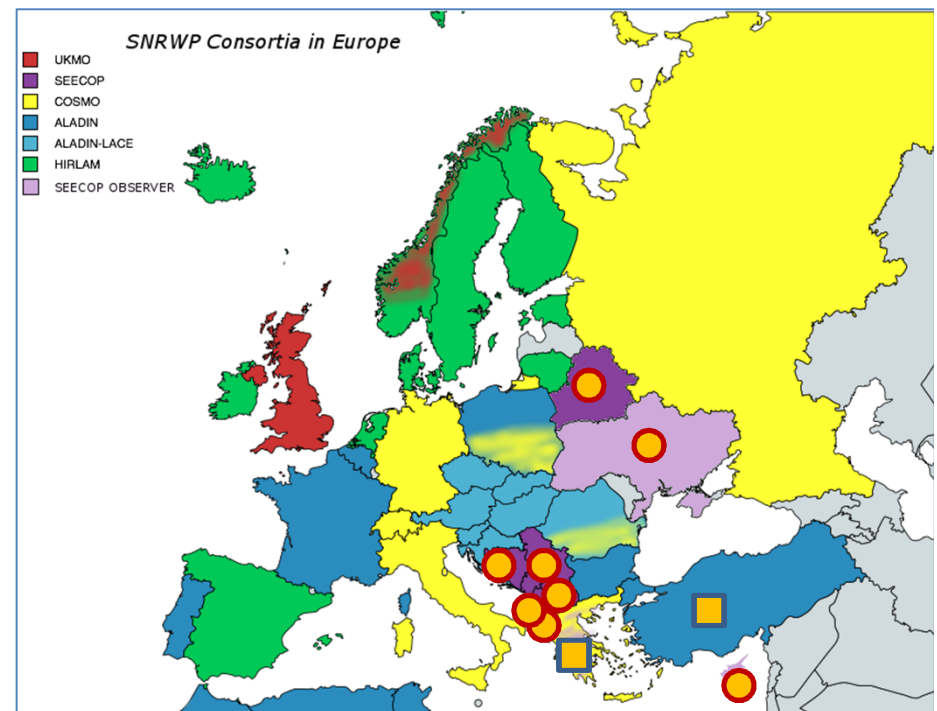 SNRWP Consortia in Europe
UKMO
SEECOP
COSMO
ALADIN
ALADIN-LACE
HIRLAM
SEECOP OBSERVER